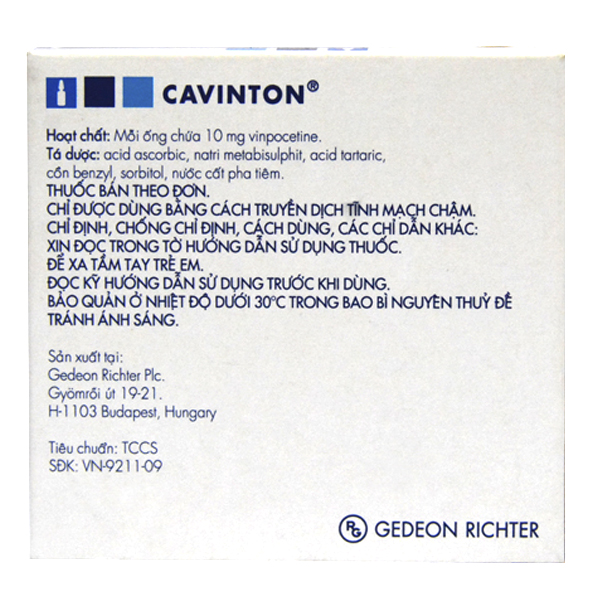 CAVINTON®
Hoạt chất: Mỗi ống chứa 10 mg vinpocetine.
Tá dược: acid ascorbic, natri metabisulphit, acid tartaric,
cồn benzyl, sorbitol, nước cất pha tiêm.
THUỐC BÁN THEO ĐƠN.
CHỈ ĐƯỢC DÙNG BẰNG CÁCH TRUYỀN DỊCH TĨNH MẠCH CHẬM.
CHỈ ĐỊNH, CHỐNG CHỈ ĐỊNH, CÁCH DÙNG, CÁC CHỈ DẪN KHÁC:
XIN ĐỌC TRONG TỜ HƯỚNG DẪN SỬ DỤNG THUỐC.
ĐỂ XA TẦM TAY TRẺ EM.
ĐỌC KỸ HƯỚNG DẪN SỬ DỤNG TRƯỚC KHI DÙNG.
BẢO QUẢN Ở NHIỆT ĐỘ DƯỚI 30°C TRONG BAO BÌ NGUYÊN THUỶ ĐỂ
TRÁNH ÁNH SÁNG.
Sản xuất tại:
Gedeon Richter Plc.
Gyömrői út 19-21.
H-1103 Budapest, Hungary
Tiêu chuẩn: TCCS
SĐK: VN-9211-09
RG GEDEON RICHTER